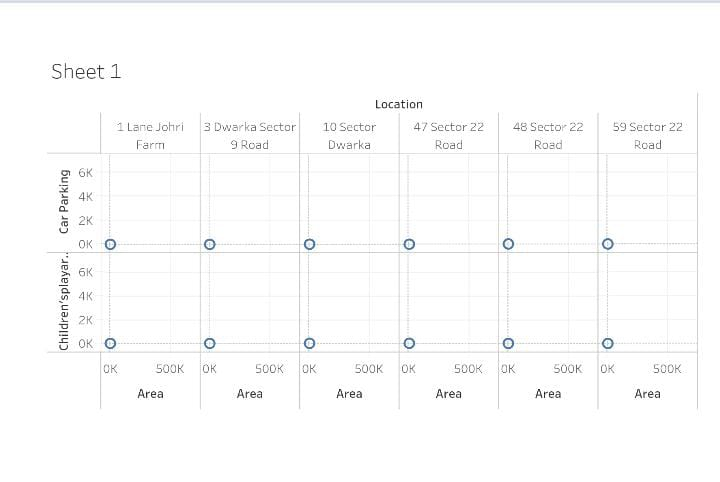 Sheet 1
Location
1 Lane Johri Farm
3 Dwarka Sector 9 Road
10 Sector Dwarka
47 Sector 22 Road
48 Sector 22 Road
59 Sector 22 Road
Car Parking
6K
4K
2K
0K
Children'splayar..
6K
4K
2K
0K
0K 500K 0K 500K 0K 500K 0K 500K 0K 500K 0K 500K
Area Area Area Area Area Area